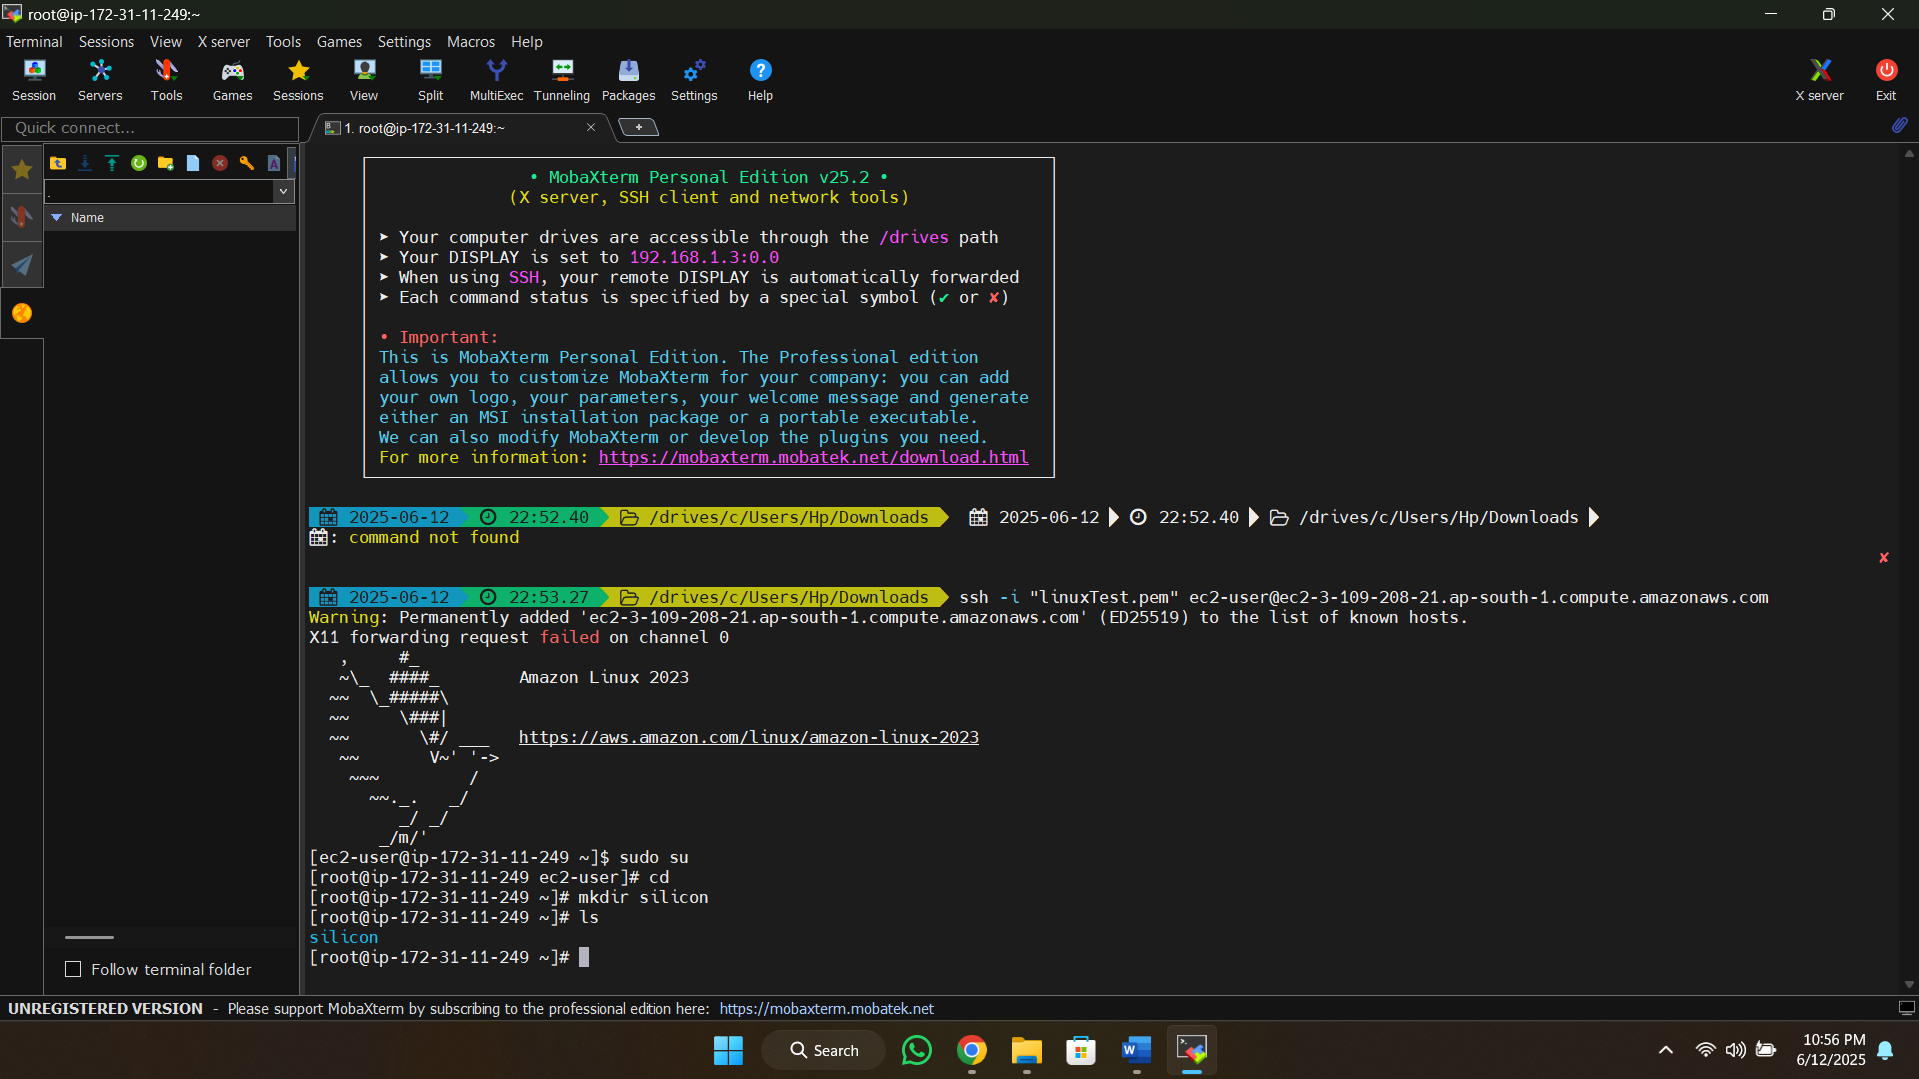 root@ip-172-31-11-249:~
Terminal Sessions View X server Tools Games Settings Macros Help
Session Servers Tools Games Sessions View Split MultiExec Tunneling Packages Settings Help X server Exit
Quick connect...
1. root@ip-172-31-11-249:~
.
Name
• MobaXterm Personal Edition v25.2 •
(X server, SSH client and network tools)
➤ Your computer drives are accessible through the /drives path
➤ Your DISPLAY is set to 192.168.1.3:0.0
➤ When using SSH, your remote DISPLAY is automatically forwarded
➤ Each command status is specified by a special symbol (✔ or ✘)
• Important:
This is MobaXterm Personal Edition. The Professional edition
allows you to customize MobaXterm for your company: you can add
your own logo, your parameters, your welcome message and generate
either an MSI installation package or a portable executable.
We can also modify MobaXterm or develop the plugins you need.
For more information: https://mobaxterm.mobatek.net/download.html
2025-06-12 22:52.40 /drives/c/Users/Hp/Downloads 2025-06-12 22:52.40 /drives/c/Users/Hp/Downloads
: command not found
✘
2025-06-12 22:53.27 /drives/c/Users/Hp/Downloads ssh -i "linuxTest.pem" ec2-user@ec2-3-109-208-21.ap-south-1.compute.amazonaws.com
Warning: Permanently added 'ec2-3-109-208-21.ap-south-1.compute.amazonaws.com' (ED25519) to the list of known hosts.
X11 forwarding request failed on channel 0
   ,     #_
   ~\_  ####_        Amazon Linux 2023
  ~~  \_#####\
  ~~     \###|
  ~~       \#/ ___   https://aws.amazon.com/linux/amazon-linux-2023
   ~~       V~' '->
    ~~~         /
      ~~._.   _/
         _/ _/
       _/m/'
[ec2-user@ip-172-31-11-249 ~]$ sudo su
[root@ip-172-31-11-249 ec2-user]# cd
[root@ip-172-31-11-249 ~]# mkdir silicon
[root@ip-172-31-11-249 ~]# ls
silicon
[root@ip-172-31-11-249 ~]#
Follow terminal folder
UNREGISTERED VERSION - Please support MobaXterm by subscribing to the professional edition here: https://mobaxterm.mobatek.net
Search
10:56 PM
6/12/2025